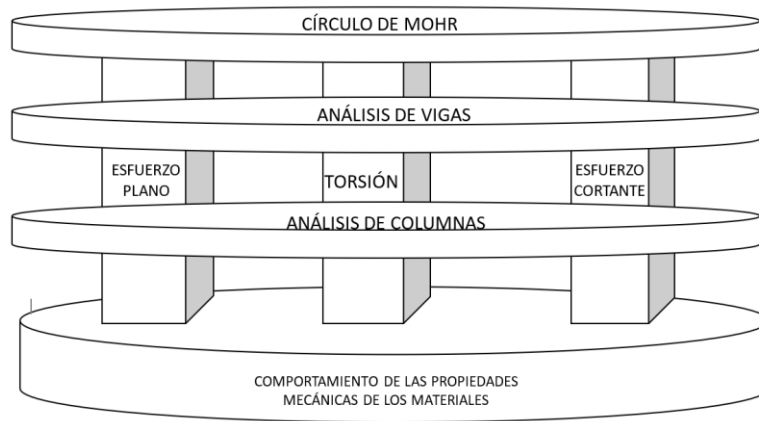 CÍRCULO DE MOHR
ANÁLISIS DE VIGAS
ESFUERZO
PLANO
TORSIÓN
ESFUERZO
CORTANTE
ANÁLISIS DE COLUMNAS
COMPORTAMIENTO DE LAS PROPIEDADES
MECÁNICAS DE LOS MATERIALES